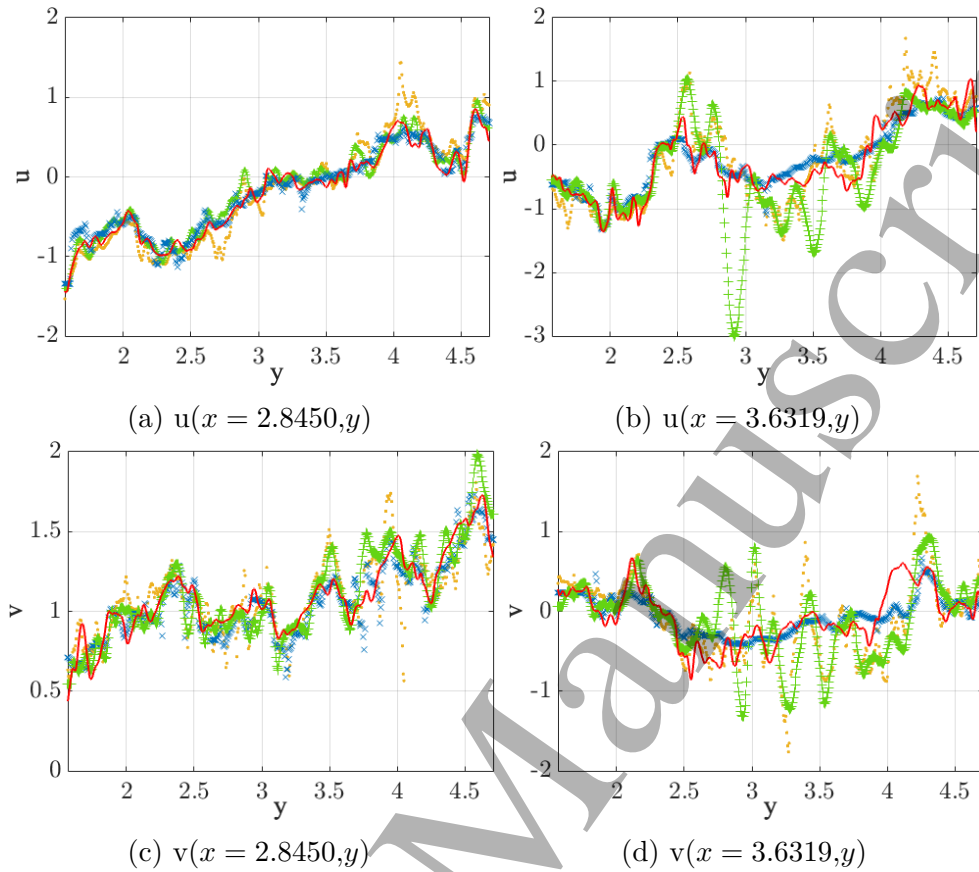 2
1
0
-1
-2
u
2 2.5 3 3.5 4 4.5
y
(a) u(x = 2.8450,y)
2
1
0
-1
-2
-3
u
2 2.5 3 3.5 4 4.5
y
(b) u(x = 3.6319,y)
2
1.5
1
0.5
0
v
2 2.5 3 3.5 4 4.5
y
(c) v(x = 2.8450,y)
2
1
0
-1
-2
v
2 2.5 3 3.5 4 4.5
y
(d) v(x = 3.6319,y)
Manuscri